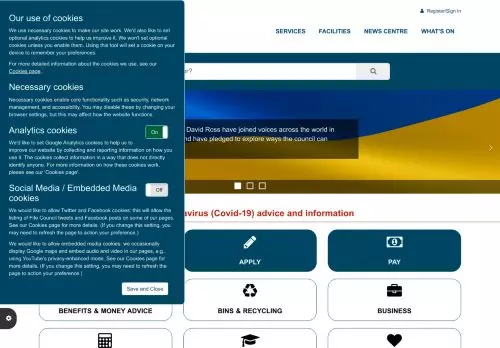 Our use of cookies
We use necessary cookies to make our site work. We'd also like to set
optional analytics cookies to help us improve it. We won't set optional
cookies unless you enable them. Using this tool will set a cookie on your
device to remember your preferences.
For more detailed information about the cookies we use, see our
Cookies page.
Necessary cookies
Necessary cookies enable core functionality such as security, network
management, and accessibility. You may disable these by changing your
browser settings, but this may affect how the website functions.
Analytics cookies
On
We'd like to set Google Analytics cookies to help us to
improve our website by collecting and reporting on how you
use it. The cookies collect information in a way that does not directly
identify anyone. For more information on how these cookies work,
please see our 'Cookies page'.
Social Media / Embedded Media
cookies
Off
We would like to allow Twitter and Facebook cookies: this will allow the
listing of Fife Council tweets and Facebook posts on some of our pages.
See our Cookies page for more details. (If you change this setting, you
may need to refresh the page to action your preference.)
We would like to allow embedded media cookies: we occasionally
display Google maps and embed audio and video in our pages, e.g.
using YouTube's privacy-enhanced mode. See our Cookies page for more
details. (If you change this setting, you may need to refresh the
page to action your preference.)
Save and Close
Register/Sign In
SERVICES
FACILITIES
NEWS CENTRE
WHAT'S ON
David Ross have joined voices across the world in
nd have pledged to explore ways the council can
avirus (Covid-19) advice and information
APPLY
PAY
BENEFITS & MONEY ADVICE
BINS & RECYCLING
BUSINESS